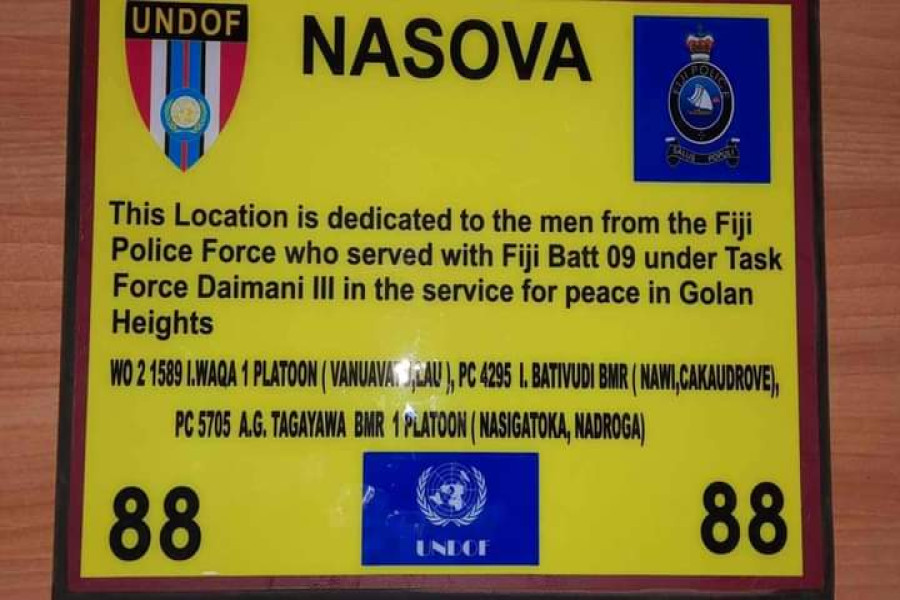 UNDOF
NASOVA
FIJI POLICE
SALUS POPULI
This Location is dedicated to the men from the Fiji
Police Force who served with Fiji Batt 09 under Task
Force Daimani III in the service for peace in Golan
Heights
WO 2 1589 I.WAQA 1 PLATOON ( LAU ), PC 4295 I. BATIVUDI BMR ( NAWI,CAKAUDROVE),
PC 5705 A.G. TAGAYAWA BMR 1 PLATOON ( NASIGATOKA, NADROGA)
88
UNDOF
88